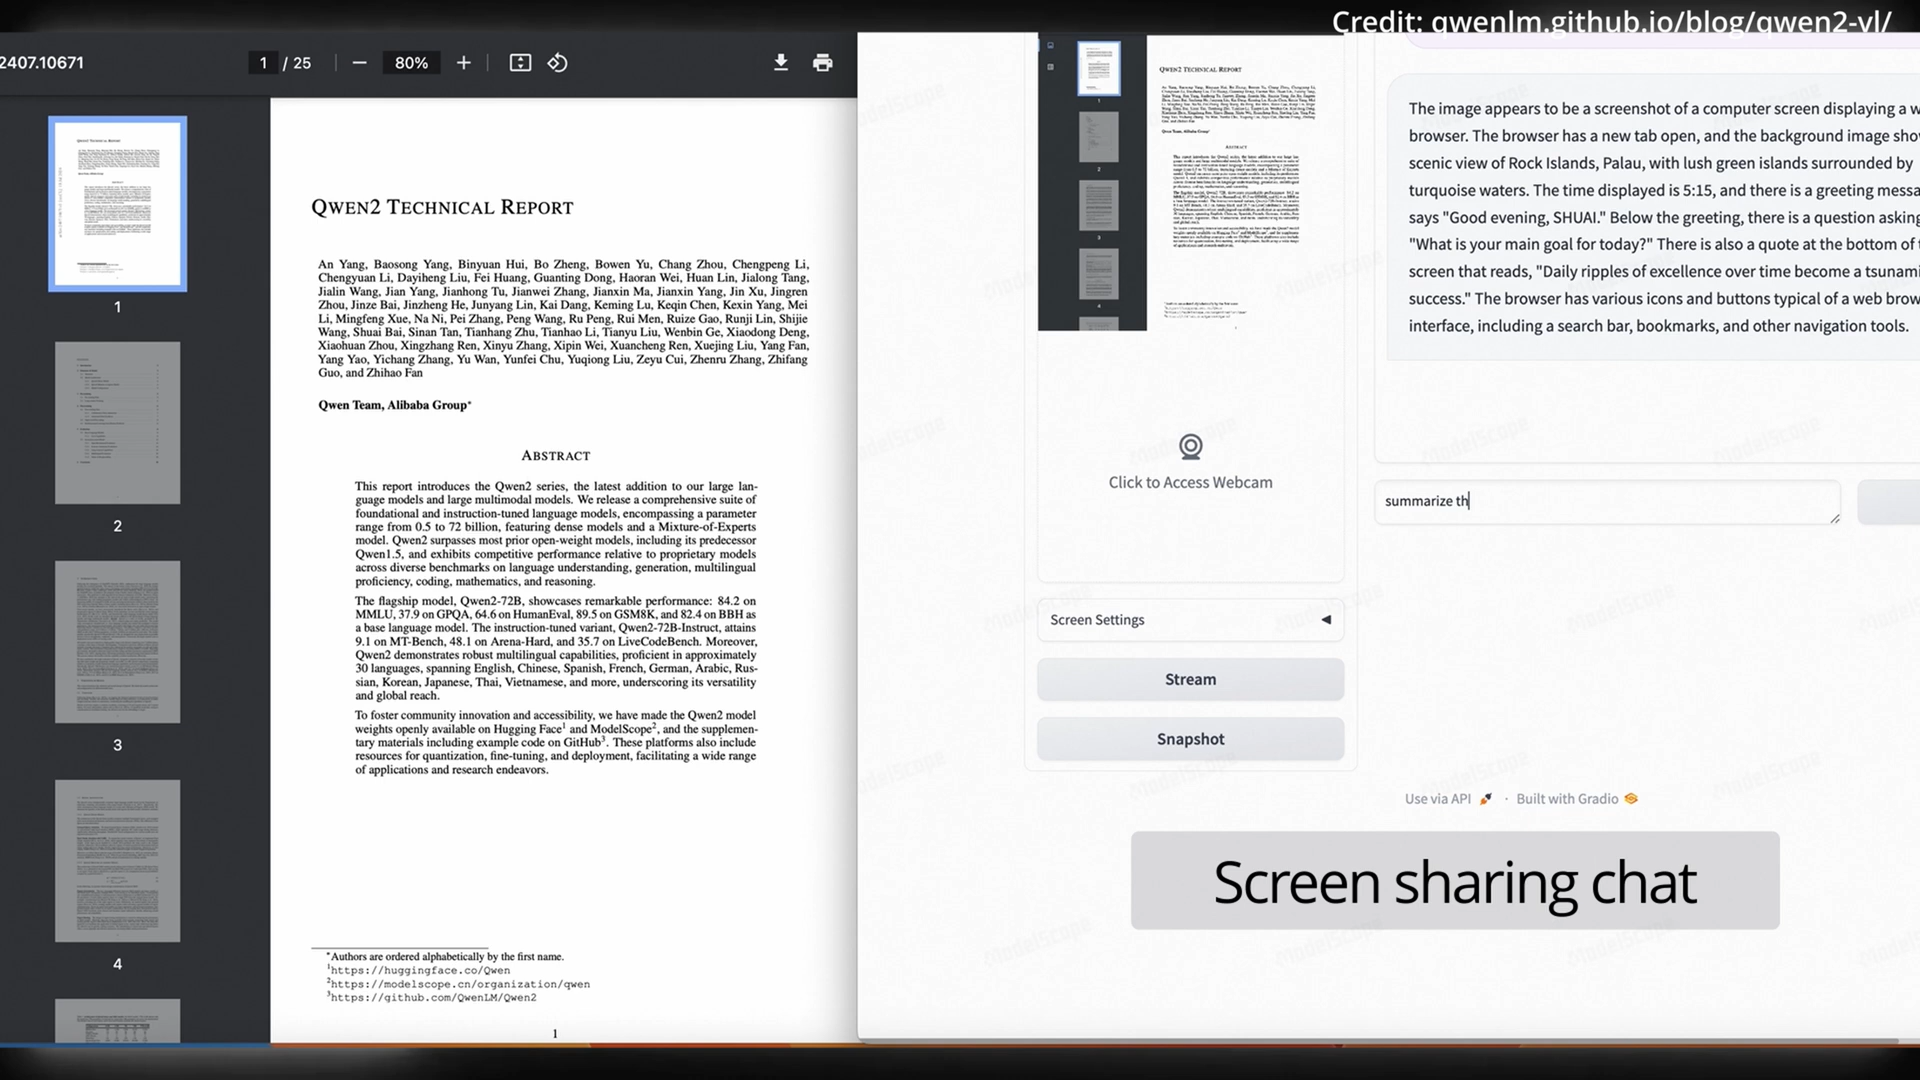 Credit: qwenlm.github.io/blog/qwen2-vl/
2407.10671
1 / 25
80%
1
2
3
4
QWEN2 TECHNICAL REPORT
An Yang, Baosong Yang, Binyuan Hui, Bo Zheng, Bowen Yu, Chang Zhou, Chengpeng Li,
Chengyuan Li, Dayiheng Liu, Fei Huang, Guanting Dong, Haoran Wei, Huan Lin, Jialong Tang,
Jialin Wang, Jian Yang, Jianhong Tu, Jianwei Zhang, Jianxin Ma, Jianxin Yang, Jin Xu, Jingren
Zhou, Jinze Bai, Jinzheng He, Junyang Lin, Kai Dang, Keming Lu, Keqin Chen, Kexin Yang, Mei
Li, Mingfeng Xue, Na Ni, Pei Zhang, Peng Wang, Ru Peng, Rui Men, Ruize Gao, Runji Lin, Shijie
Wang, Shuai Bai, Sinan Tan, Tianhang Zhu, Tianhao Li, Tianyu Liu, Wenbin Ge, Xiaodong Deng,
Xiaohuan Zhou, Xingzhang Ren, Xinyu Zhang, Xipin Wei, Xuancheng Ren, Xuejing Liu, Yang Fan,
Yang Yao, Yichang Zhang, Yu Wan, Yunfei Chu, Yuqiong Liu, Zeyu Cui, Zhenru Zhang, Zhifang
Guo, and Zhihao Fan
Qwen Team, Alibaba Group*
ABSTRACT
This report introduces the Qwen2 series, the latest addition to our large lan-
guage models and large multimodal models. We release a comprehensive suite of
foundational and instruction-tuned language models, encompassing a parameter
range from 0.5 to 72 billion, featuring dense models and a Mixture-of-Experts
model. Qwen2 surpasses most prior open-weight models, including its predecessor
Qwen1.5, and exhibits competitive performance relative to proprietary models
across diverse benchmarks on language understanding, generation, multilingual
proficiency, coding, mathematics, and reasoning.
The flagship model, Qwen2-72B, showcases remarkable performance: 84.2 on
MMLU, 37.9 on GPQA, 64.6 on HumanEval, 89.5 on GSM8K, and 82.4 on BBH as
a base language model. The instruction-tuned variant, Qwen2-72B-Instruct, attains
9.1 on MT-Bench, 48.1 on Arena-Hard, and 35.7 on LiveCodeBench. Moreover,
Qwen2 demonstrates robust multilingual capabilities, proficient in approximately
30 languages, spanning English, Chinese, Spanish, French, German, Arabic, Rus-
sian, Korean, Japanese, Thai, Vietnamese, and more, underscoring its versatility
and global reach.
To foster community innovation and accessibility, we have made the Qwen2 model
weights openly available on Hugging Face1 and ModelScope2, and the supplemen-
tary materials including example code on GitHub3. These platforms also include
resources for quantization, fine-tuning, and deployment, facilitating a wide range
of applications and research endeavors.
*Authors are ordered alphabetically by the first name.
1https://huggingface.co/Qwen
2https://modelscope.cn/organization/qwen
3https://github.com/QwenLM/Qwen2
1
QWEN2 TECHNICAL REPORT
Qwen Team, Alibaba Group*
ABSTRACT
1
2
3
4
Click to Access Webcam
Screen Settings
Stream
Snapshot
The image appears to be a screenshot of a computer screen displaying a w
browser. The browser has a new tab open, and the background image sho
scenic view of Rock Islands, Palau, with lush green islands surrounded by
turquoise waters. The time displayed is 5:15, and there is a greeting messa
says "Good evening, SHUAI." Below the greeting, there is a question asking
"What is your main goal for today?" There is also a quote at the bottom of
screen that reads, "Daily ripples of excellence over time become a tsunami
success." The browser has various icons and buttons typical of a web brow
interface, including a search bar, bookmarks, and other navigation tools.
summarize th
Use via API · Built with Gradio
Screen sharing chat
ModelScope